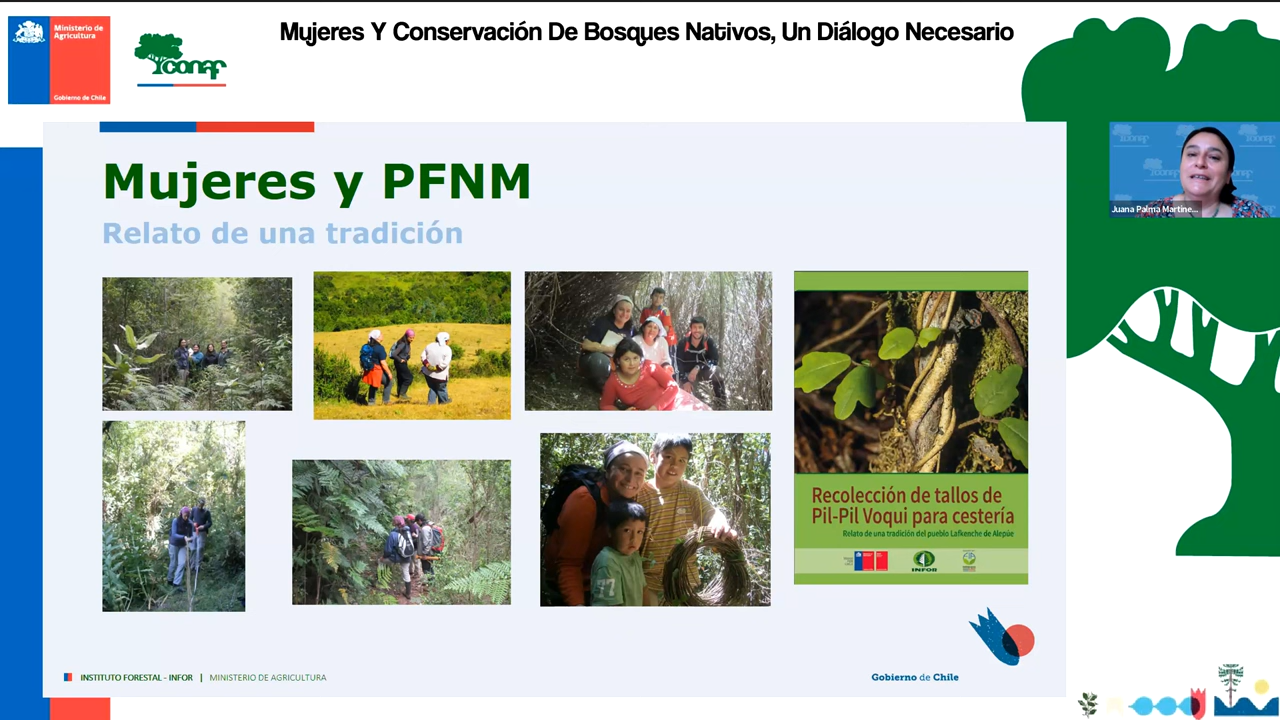 Mujeres Y Conservación De Bosques Nativos, Un Diálogo Necesario
Ministerio de
Agricultura
Gobierno de Chile
conaf
Mujeres y PFNM
Relato de una tradición
Juana Palma Martine...
Recolección de tallos de
Pil-Pil Voqui para cestería
Relato de una tradición del pueblo Lafkenche de Alepúe
INFOR
INSTITUTO FORESTAL - INFOR | MINISTERIO DE AGRICULTURA
Gobierno de Chile